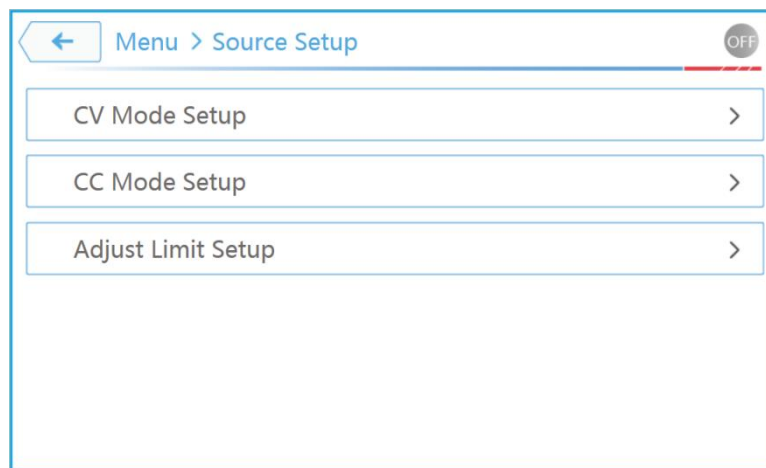 Menu > Source Setup
OFF
CV Mode Setup
CC Mode Setup
Adjust Limit Setup